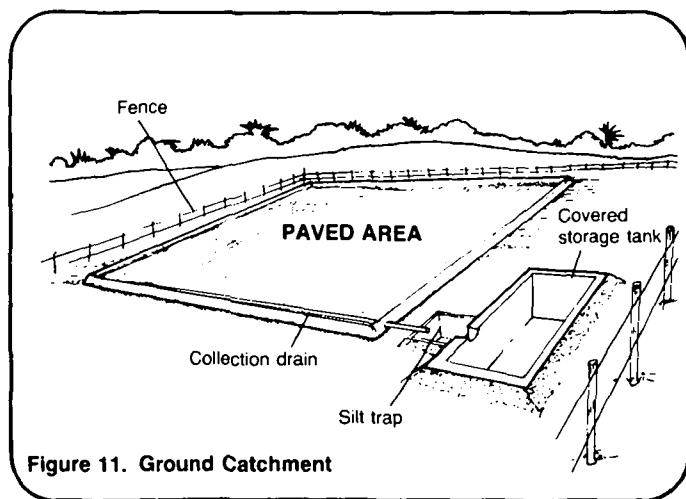 Fence
Covered
storage tank
PAVED AREA
Collection drain
Silt trap
Figure 11. Ground Catchment